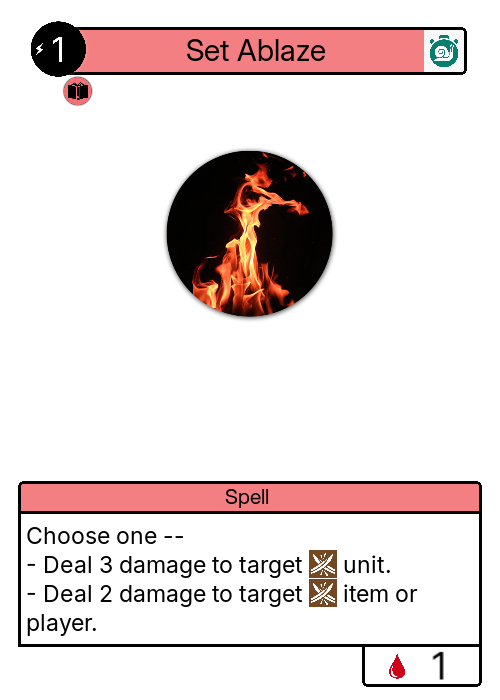 1 Set Ablaze
Spell
Choose one --
- Deal 3 damage to target unit.
- Deal 2 damage to target item or
player.
1